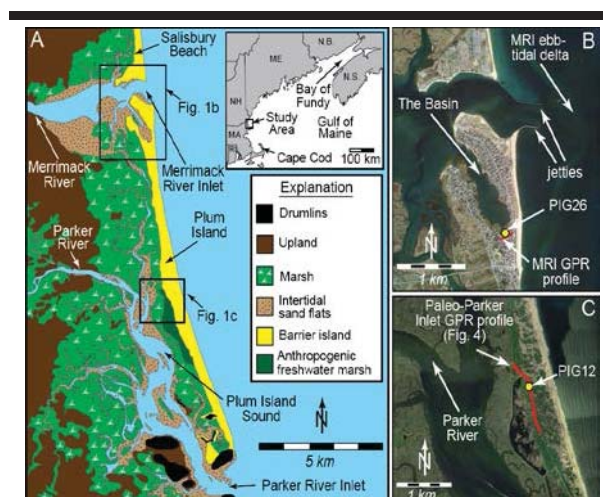 A
Salisbury
Beach
Fig. 1b
Merrimack
River
Merrimack
River Inlet
Parker
River
Plum
Island
Fig. 1c
Plum Island
Sound
N
5 km
Parker River Inlet
N.B.
ME
Bay of
Fundy
N.S.
NH
Study
Area
Gulf of
Maine
MA
RI
Cape Cod
100 km
Explanation
Drumlins
Upland
Marsh
Intertidal
sand flats
Barrier island
Anthropogenic
freshwater marsh
B
MRI ebb-
tidal delta
The Basin
jetties
PIG26
N
MRI GPR
profile
1 km
C
Paleo-Parker
Inlet GPR profile
(Fig. 4)
PIG12
Parker
River
N
1 km